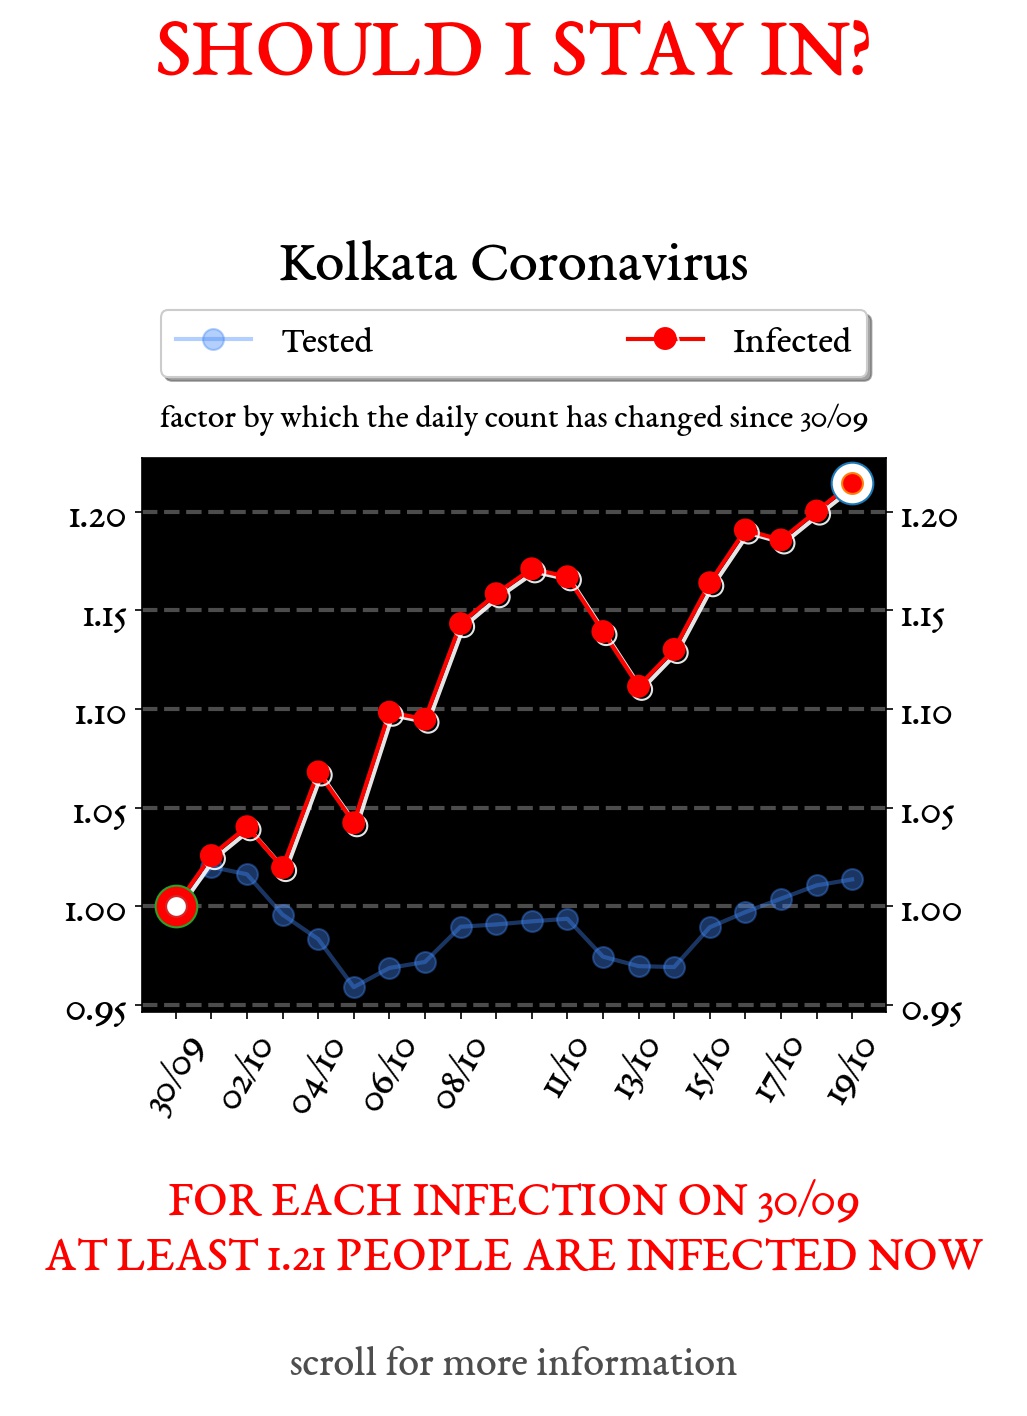 SHOULD I STAY IN?
Kolkata Coronavirus
Tested Infected
factor by which the daily count has changed since 30/09
1.20 1.20
1.15 1.15
1.10 1.10
1.05 1.05
1.00 1.00
0.95 0.95
30/09 02/10 04/10 06/10 08/10 11/10 13/10 15/10 17/10 19/10
FOR EACH INFECTION ON 30/09
AT LEAST 1.21 PEOPLE ARE INFECTED NOW
scroll for more information